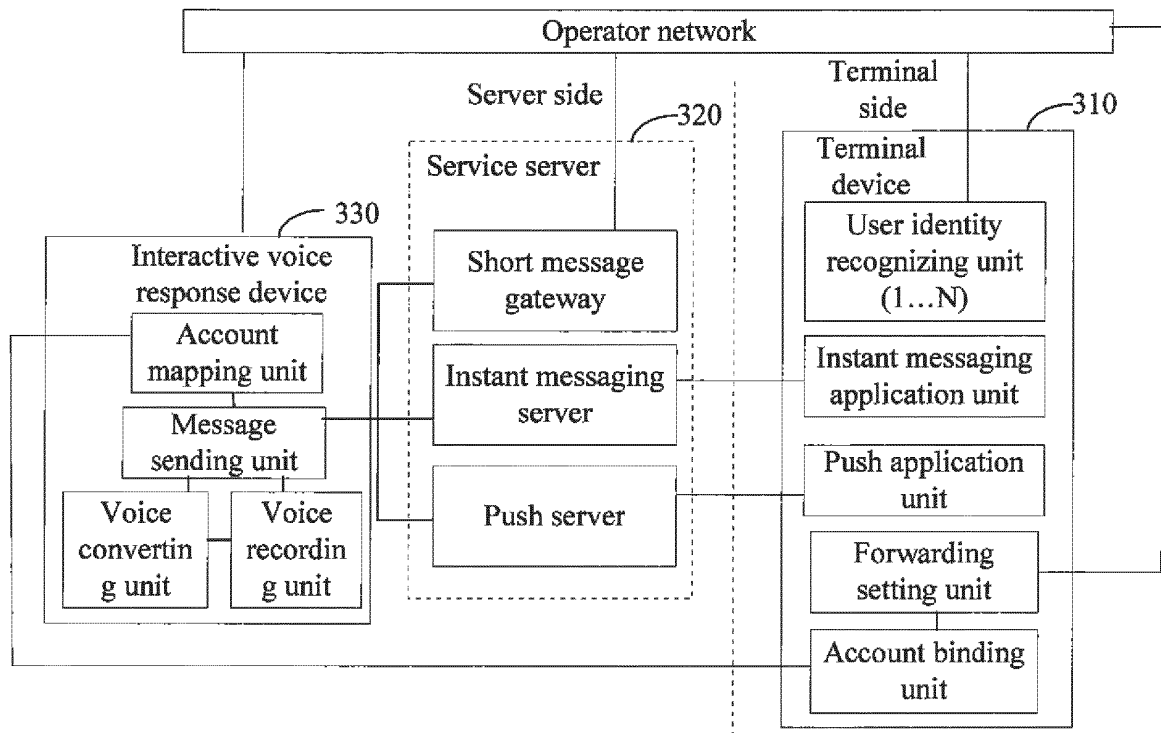 Operator network
Server side
Terminal
side
310
320
Service server
Terminal
device
330
Interactive voice
response device
Account
mapping unit
Message
sending unit
Voice
convertin
g unit
Voice
recordin
g unit
Short message
gateway
Instant messaging
server
Push server
User identity
recognizing unit
(1…N)
Instant messaging
application unit
Push application
unit
Forwarding
setting unit
Account binding
unit